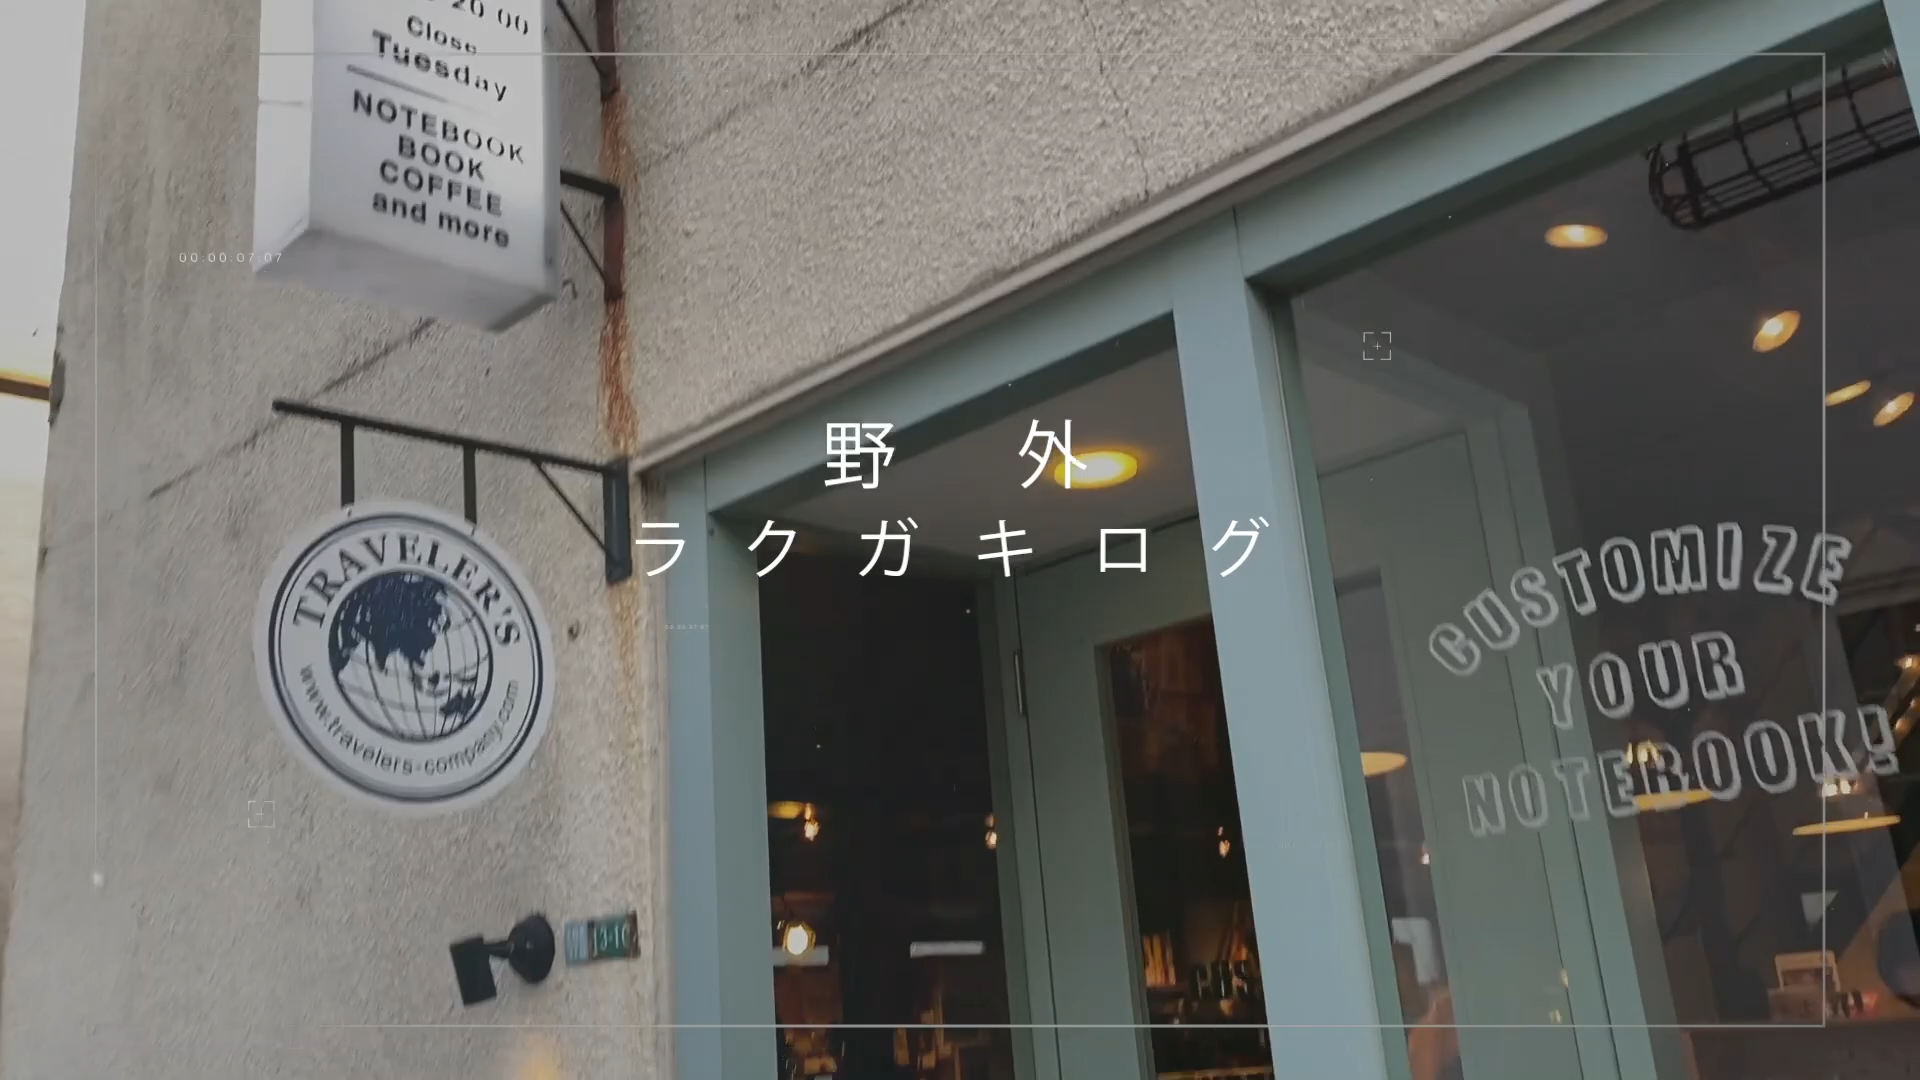 20 00
Close
Tuesday
NOTEBOOK
BOOK
COFFEE
and more
00:00:07:07
野 外
ラクガキログ
TRAVELER'S
www.travelers-company.com
CUSTOMIZE
YOUR
NOTEBOOK!